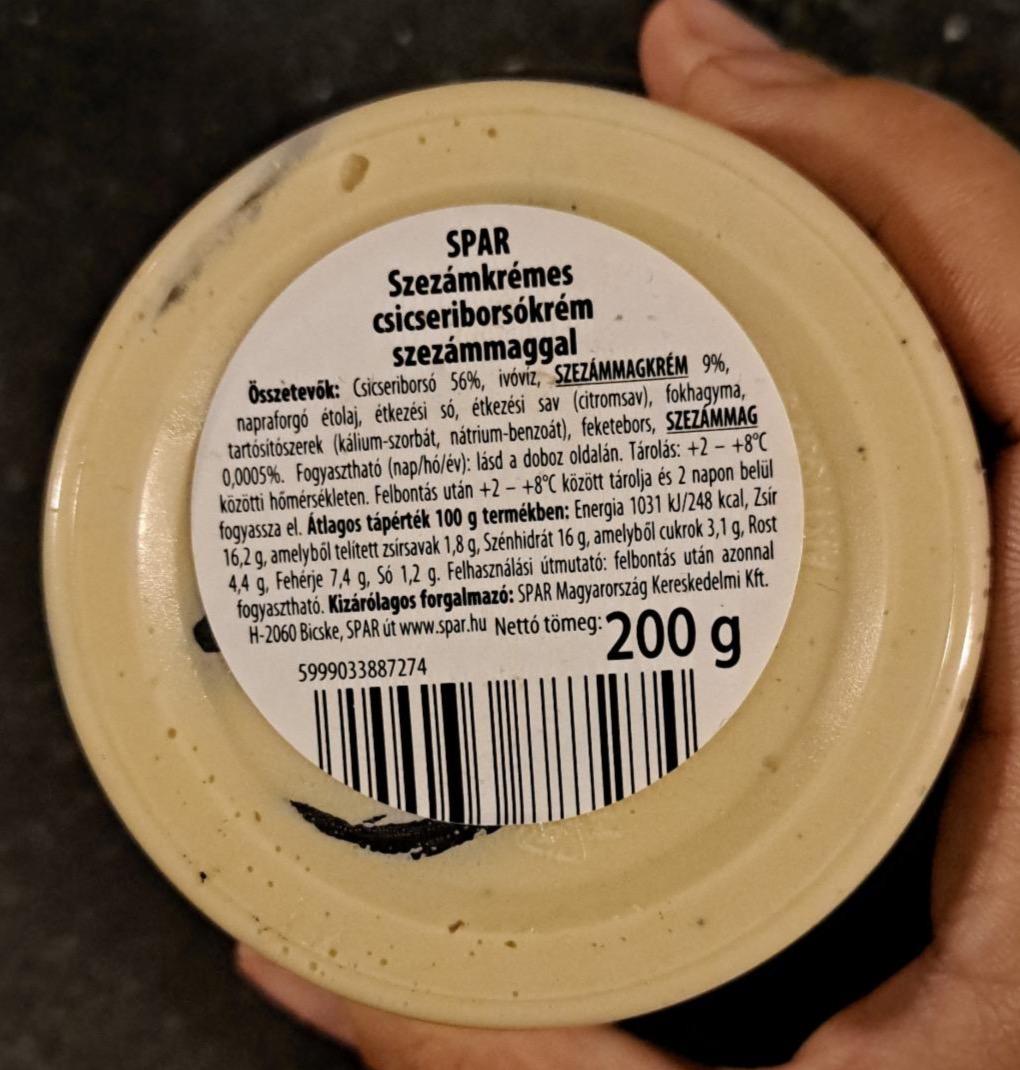 SPAR
Szezámkrémes
csicseriborsókrém
szezámmaggal
Összetevők: Csicseriborsó 56%, ivóvíz, SZEZÁMMAGKRÉM 9%,
napraforgó étolaj, étkezési só, étkezési sav (citromsav), fokhagyma,
tartósítószerek (kálium-szorbát, nátrium-benzoát), feketebors, SZEZÁMMAG
0,0005%. Fogyasztható (nap/hó/év): lásd a doboz oldalán. Tárolás: +2 – +8°C
közötti hőmérsékleten. Felbontás után +2 – +8°C között tárolja és 2 napon belül
fogyassza el. Átlagos tápérték 100 g termékben: Energia 1031 kJ/248 kcal, Zsír
16,2 g, amelyből telített zsírsavak 1,8 g, Szénhidrát 16 g, amelyből cukrok 3,1 g, Rost
4,4 g, Fehérje 7,4 g, Só 1,2 g. Felhasználási útmutató: felbontás után azonnal
fogyasztható. Kizárólagos forgalmazó: SPAR Magyarország Kereskedelmi Kft.
H-2060 Bicske, SPAR út www.spar.hu Nettó tömeg: 200 g
5999033887274